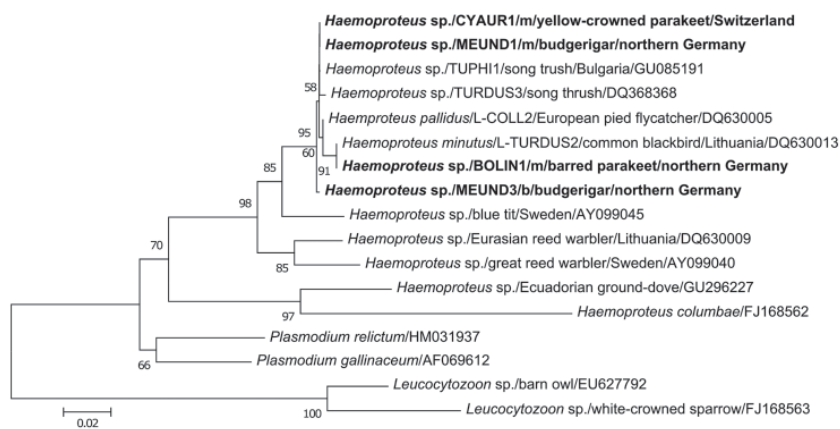 Haemoproteus sp./CYAUR1/m/yellow-crowned parakeet/Switzerland
Haemoproteus sp./MEUND1/m/budgerigar/northern Germany
Haemoproteus sp./TUPHI1/song trush/Bulgaria/GU085191
58
Haemoproteus sp./TURDUS3/song thrush/DQ368368
Haemproteus pallidus/L-COLL2/European pied flycatcher/DQ630005
95
Haemoproteus minutus/L-TURDUS2/common blackbird/Lithuania/DQ630013
60
85
91
Haemoproteus sp./BOLIN1/m/barred parakeet/northern Germany
Haemoproteus sp./MEUND3/b/budgerigar/northern Germany
98
Haemoproteus sp./blue tit/Sweden/AY099045
70
Haemoproteus sp./Eurasian reed warbler/Lithuania/DQ630009
85
Haemoproteus sp./great reed warbler/Sweden/AY099040
Haemoproteus sp./Ecuadorian ground-dove/GU296227
97
Haemoproteus columbae/FJ168562
Plasmodium relictum/HM031937
66
Plasmodium gallinaceum/AF069612
Leucocytozoon sp./barn owl/EU627792
100
Leucocytozoon sp./white-crowned sparrow/FJ168563
0.02